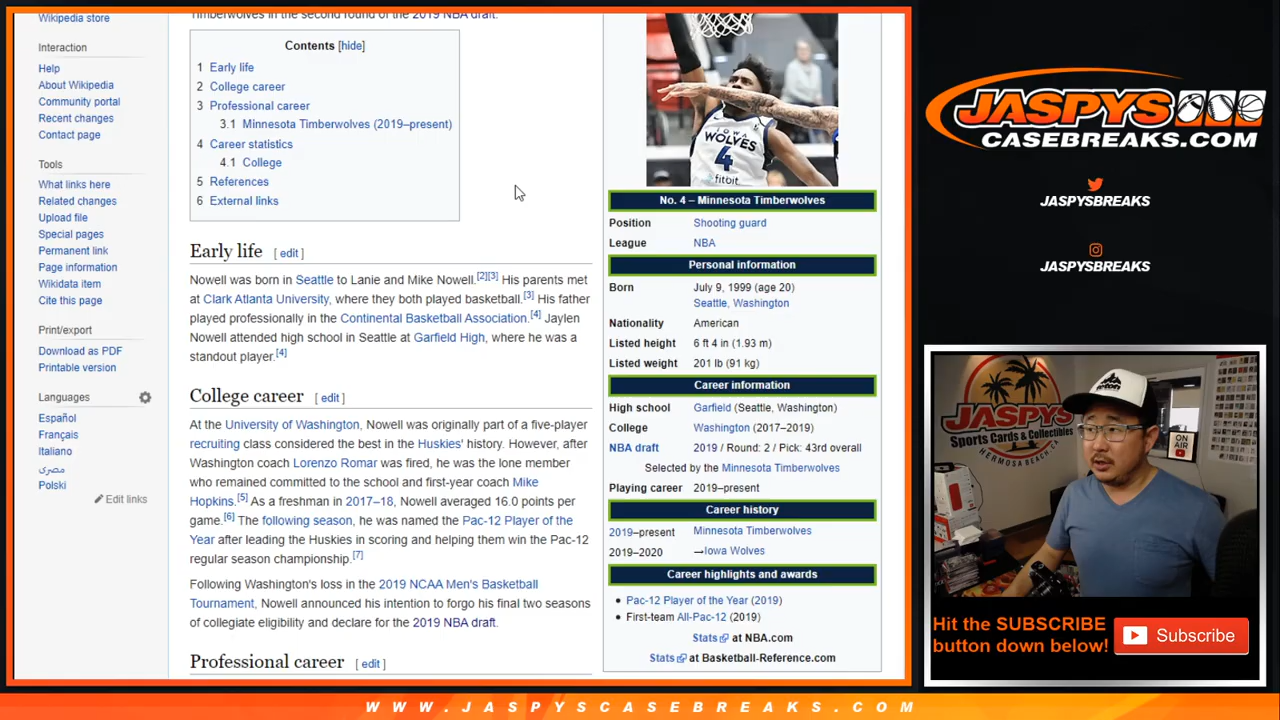 Timberwolves in the second round of the 2019 NBA draft.
Wikipedia store
Interaction
Help
About Wikipedia
Community portal
Recent changes
Contact page
Tools
What links here
Related changes
Upload file
Special pages
Permanent link
Page information
Wikidata item
Cite this page
Print/export
Download as PDF
Printable version
Languages
Español
Français
Italiano
مصرى
Polski
Edit links
Contents [hide]
1 Early life
2 College career
3 Professional career
3.1 Minnesota Timberwolves (2019–present)
4 Career statistics
4.1 College
5 References
6 External links
Early life [ edit ]
Nowell was born in Seattle to Lanie and Mike Nowell.[2][3] His parents met
at Clark Atlanta University, where they both played basketball.[3] His father
played professionally in the Continental Basketball Association.[4] Jaylen
Nowell attended high school in Seattle at Garfield High, where he was a
standout player.[4]
College career [ edit ]
At the University of Washington, Nowell was originally part of a five-player
recruiting class considered the best in the Huskies' history. However, after
Washington coach Lorenzo Romar was fired, he was the lone member
who remained committed to the school and first-year coach Mike
Hopkins.[5] As a freshman in 2017–18, Nowell averaged 16.0 points per
game.[6] The following season, he was named the Pac-12 Player of the
Year after leading the Huskies in scoring and helping them win the Pac-12
regular season championship.[7]
Following Washington's loss in the 2019 NCAA Men's Basketball
Tournament, Nowell announced his intention to forgo his final two seasons
of collegiate eligibility and declare for the 2019 NBA draft.
Professional career [ edit ]
IOWA
WOLVES
4
fitbit
No. 4 – Minnesota Timberwolves
Position Shooting guard
League NBA
Personal information
Born July 9, 1999 (age 20)
Seattle, Washington
Nationality American
Listed height 6 ft 4 in (1.93 m)
Listed weight 201 lb (91 kg)
Career information
High school Garfield (Seattle, Washington)
College Washington (2017–2019)
NBA draft 2019 / Round: 2 / Pick: 43rd overall
Selected by the Minnesota Timberwolves
Playing career 2019–present
Career history
2019–present Minnesota Timberwolves
2019–2020 →Iowa Wolves
Career highlights and awards
• Pac-12 Player of the Year (2019)
• First-team All-Pac-12 (2019)
Stats at NBA.com
Stats at Basketball-Reference.com
JASPYS
CASEBREAKS.COM
JASPYSBREAKS
JASPYSBREAKS
JASPYS
Sports Cards & Collectibles
HERMOSA BEACH, CA
ON
AIR
Hit the SUBSCRIBE
button down below!
Subscribe
WWW.JASPYSCASEBREAKS.COM